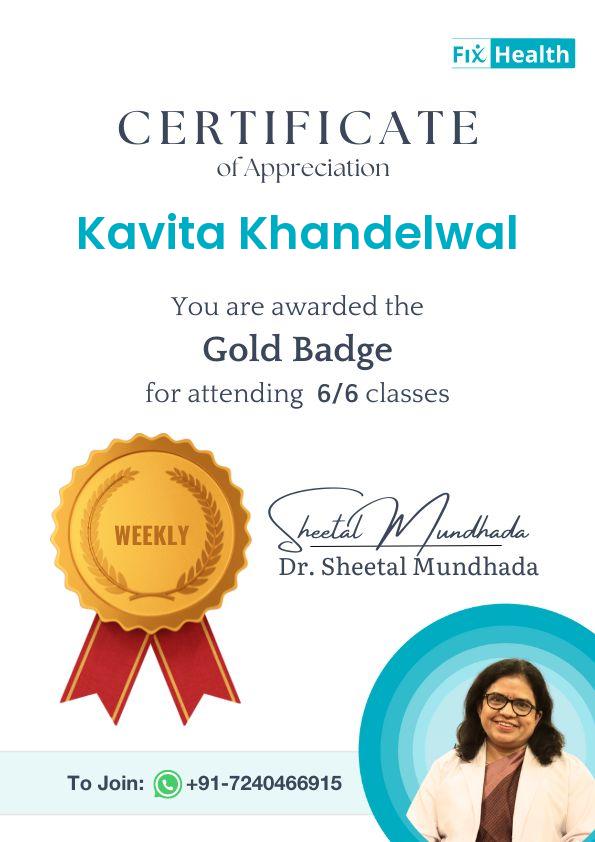 Fix Health
CERTIFICATE
of Appreciation
Kavita Khandelwal
You are awarded the
Gold Badge
for attending 6/6 classes
WEEKLY
Sheetal Mundhada
Dr. Sheetal Mundhada
To Join: +91-7240466915